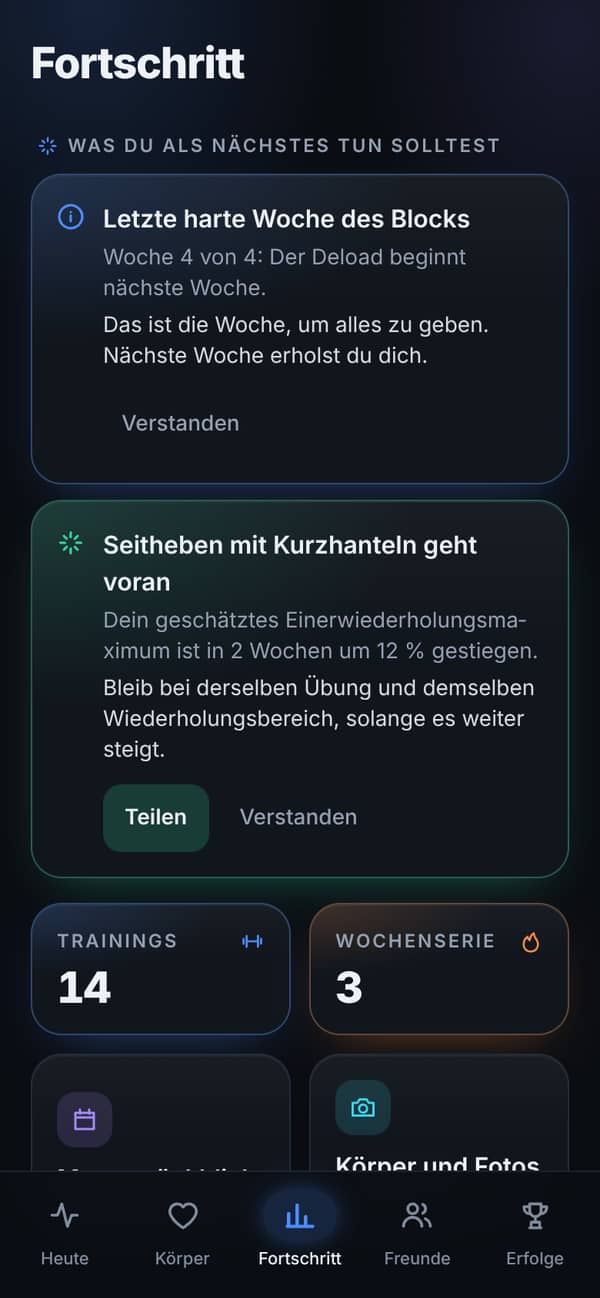 Fortschritt
WAS DU ALS NÄCHSTES TUN SOLLTEST
Letzte harte Woche des Blocks
Woche 4 von 4: Der Deload beginnt
nächste Woche.
Das ist die Woche, um alles zu geben.
Nächste Woche erholst du dich.
Verstanden
Seitheben mit Kurzhanteln geht
voran
Dein geschätztes Einerwiederholungsma-
ximum ist in 2 Wochen um 12 % gestiegen.
Bleib bei derselben Übung und demselben
Wiederholungsbereich, solange es weiter
steigt.
Teilen Verstanden
TRAININGS WOCHENSERIE
14 3
Körper und Fotos
Heute Körper Fortschritt Freunde Erfolge